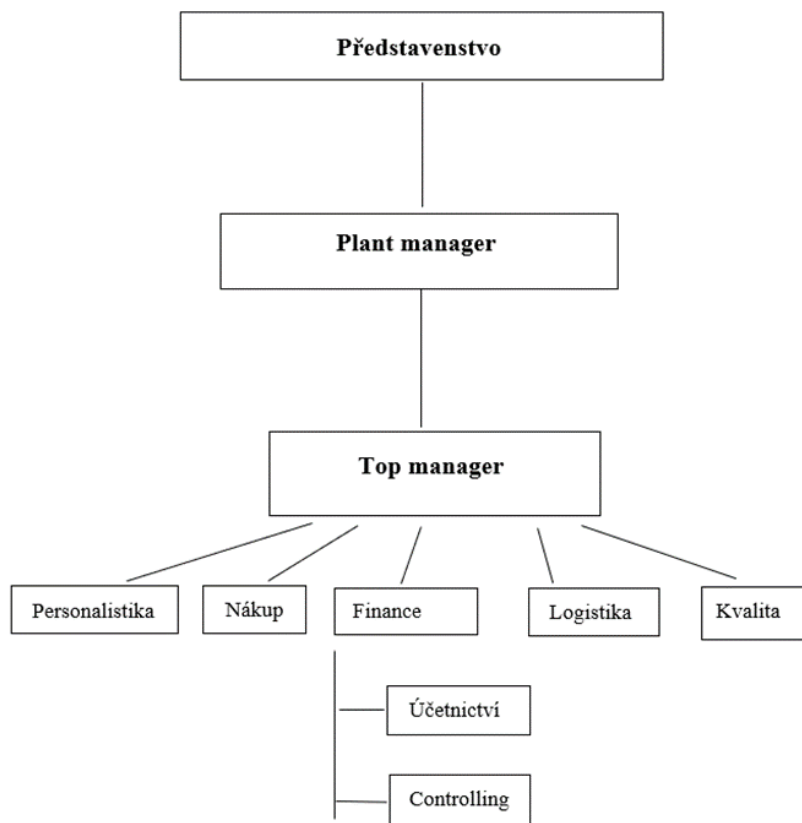 Představenstvo
Plant manager
Top manager
Personalistika
Nákup
Finance
Logistika
Kvalita
Účetnictví
Controlling